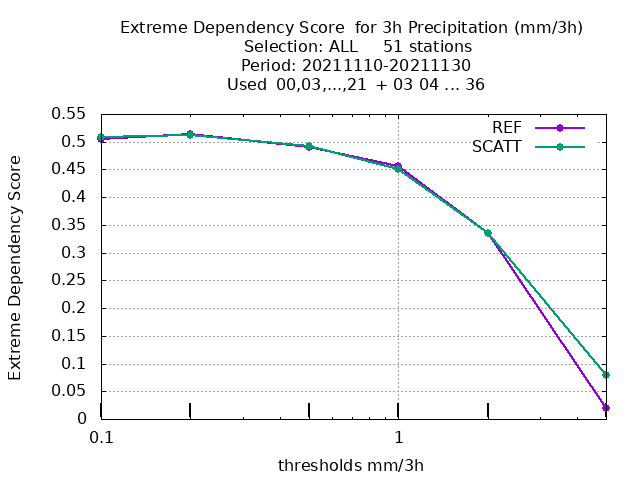 Extreme Dependency Score  for 3h Precipitation (mm/3h)
Selection: ALL     51 stations
Period: 20211110-20211130
Used  00,03,...,21  + 03 04 ... 36
REF
SCATT
0.55
0.5
0.45
0.4
0.35
0.3
0.25
0.2
0.15
0.1
0.05
0
Extreme Dependency Score
0.1
1
thresholds mm/3h